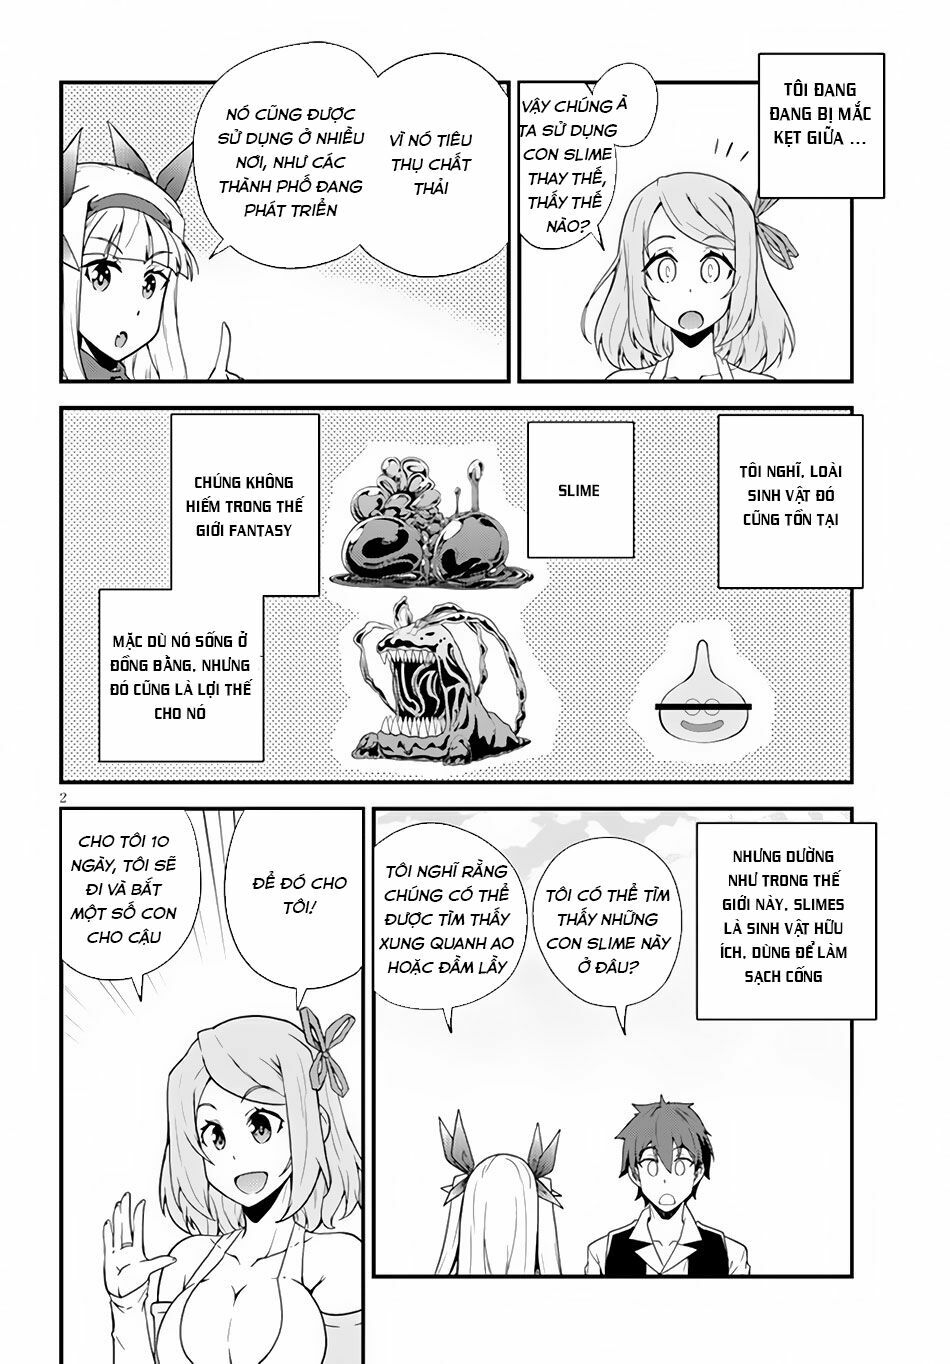 TÔI ĐANG
ĐANG BỊ MẮC
KẸT GIỮA ...
À
VẬY CHÚNG
TA SỬ DỤNG
CON SLIME
THAY THẾ,
THẤY THẾ
NÀO?
VÌ NÓ TIÊU
THỤ CHẤT
THẢI
NÓ CŨNG ĐƯỢC
SỬ DỤNG Ở NHIỀU
NƠI, NHƯ CÁC
THÀNH PHỐ ĐANG
PHÁT TRIỂN
TÔI NGHĨ, LOÀI
SINH VẬT ĐÓ
CŨNG TỒN TẠI
SLIME
CHÚNG KHÔNG
HIẾM TRONG THẾ
GIỚI FANTASY
MẶC DÙ NÓ SỐNG Ở
ĐỒNG BẰNG, NHƯNG
ĐÓ CŨNG LÀ LỢI THẾ
CHO NÓ
2
NHƯNG DƯỜNG
NHƯ TRONG THẾ
GIỚI NÀY, SLIMES
LÀ SINH VẬT HỮU
ÍCH, DÙNG ĐỂ LÀM
SẠCH CỐNG
TÔI CÓ THỂ TÌM
THẤY NHỮNG
CON SLIME NÀY
Ở ĐÂU?
TÔI NGHĨ RẰNG
CHÚNG CÓ THỂ
ĐƯỢC TÌM THẤY
XUNG QUANH AO
HOẶC ĐẦM LẦY
ĐỂ ĐÓ CHO
TÔI!
CHO TÔI 10
NGÀY, TÔI SẼ
ĐI VÀ BẮT
MỘT SỐ CON
CHO CẬU